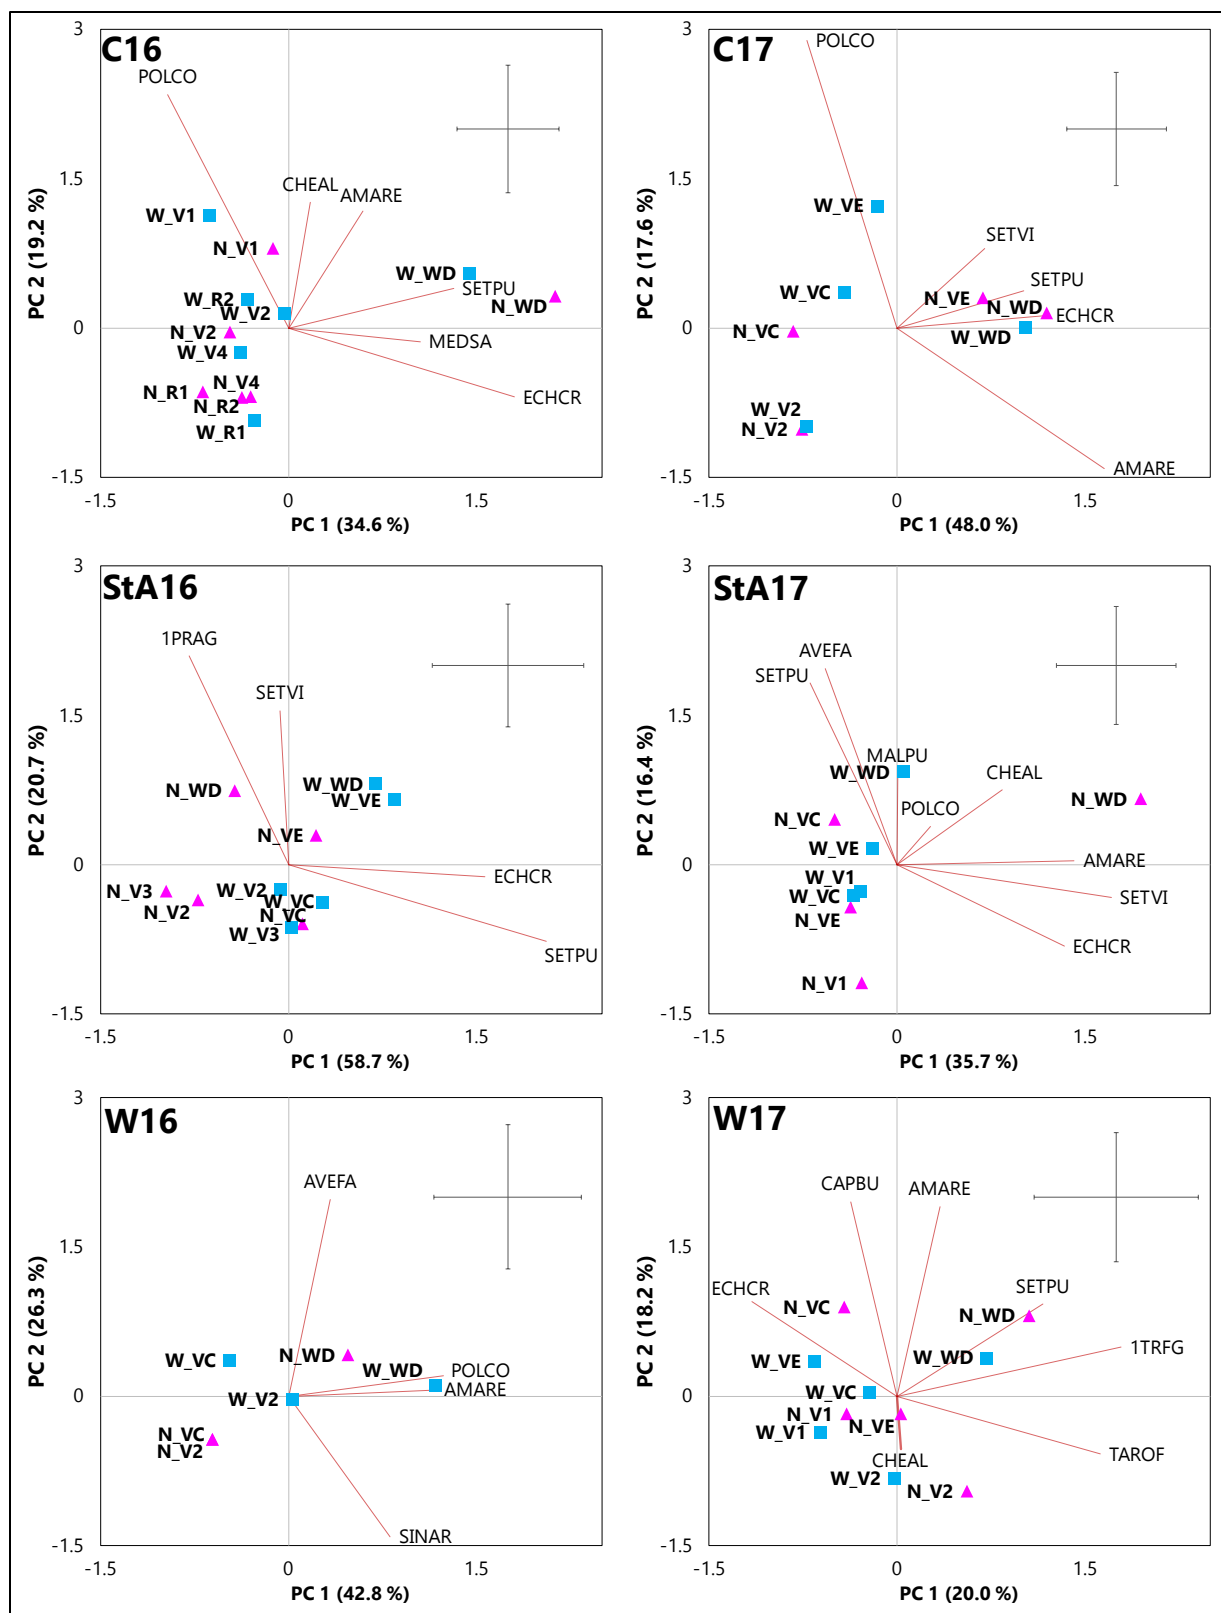 C16
3
1.5
0
-1.5
-1.5
0
1.5
PC 2 (19.2 %)
PC 1 (34.6 %)
POLCO
CHEAL
AMARE
W_V1
N_V1
W_WD
SETPU
N_WD
W_R2
W_V2
N_V2
MEDSA
W_V4
N_V4
N_R1
N_R2
ECHCR
W_R1
C17
3
1.5
0
-1.5
-1.5
0
1.5
PC 2 (17.6 %)
PC 1 (48.0 %)
POLCO
W_VE
SETVI
W_VC
SETPU
N_VE
N_WD
ECHCR
N_VC
W_WD
W_V2
N_V2
AMARE
StA16
3
1.5
0
-1.5
-1.5
0
1.5
PC 2 (20.7 %)
PC 1 (58.7 %)
1PRAG
SETVI
N_WD
W_WD
W_VE
N_VE
ECHCR
N_V3
W_V2
W_VC
N_V2
N_VC
W_V3
SETPU
StA17
3
1.5
0
-1.5
-1.5
0
1.5
PC 2 (16.4 %)
PC 1 (35.7 %)
AVEFA
SETPU
MALPU
W_WD
CHEAL
N_WD
POLCO
N_VC
W_VE
AMARE
W_V1
W_VC
SETVI
N_VE
ECHCR
N_V1
W16
3
1.5
0
-1.5
-1.5
0
1.5
PC 2 (26.3 %)
PC 1 (42.8 %)
AVEFA
W_VC
N_WD
W_WD
POLCO
AMARE
W_V2
N_VC
N_V2
SINAR
W17
3
1.5
0
-1.5
-1.5
0
1.5
PC 2 (18.2 %)
PC 1 (20.0 %)
CAPBU
AMARE
ECHCR
SETPU
N_VC
N_WD
1TRFG
W_VE
W_WD
W_VC
N_V1
N_VE
W_V1
CHEAL
TAROF
W_V2
N_V2